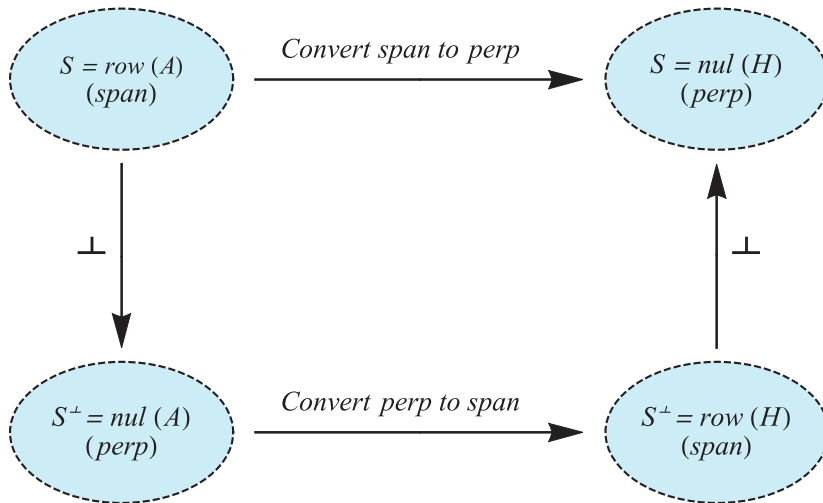 S = row (A)
(span)
Convert span to perp
S = nul (H)
(perp)
⊥
⊥
S⊥ = nul (A)
(perp)
Convert perp to span
S⊥ = row (H)
(span)